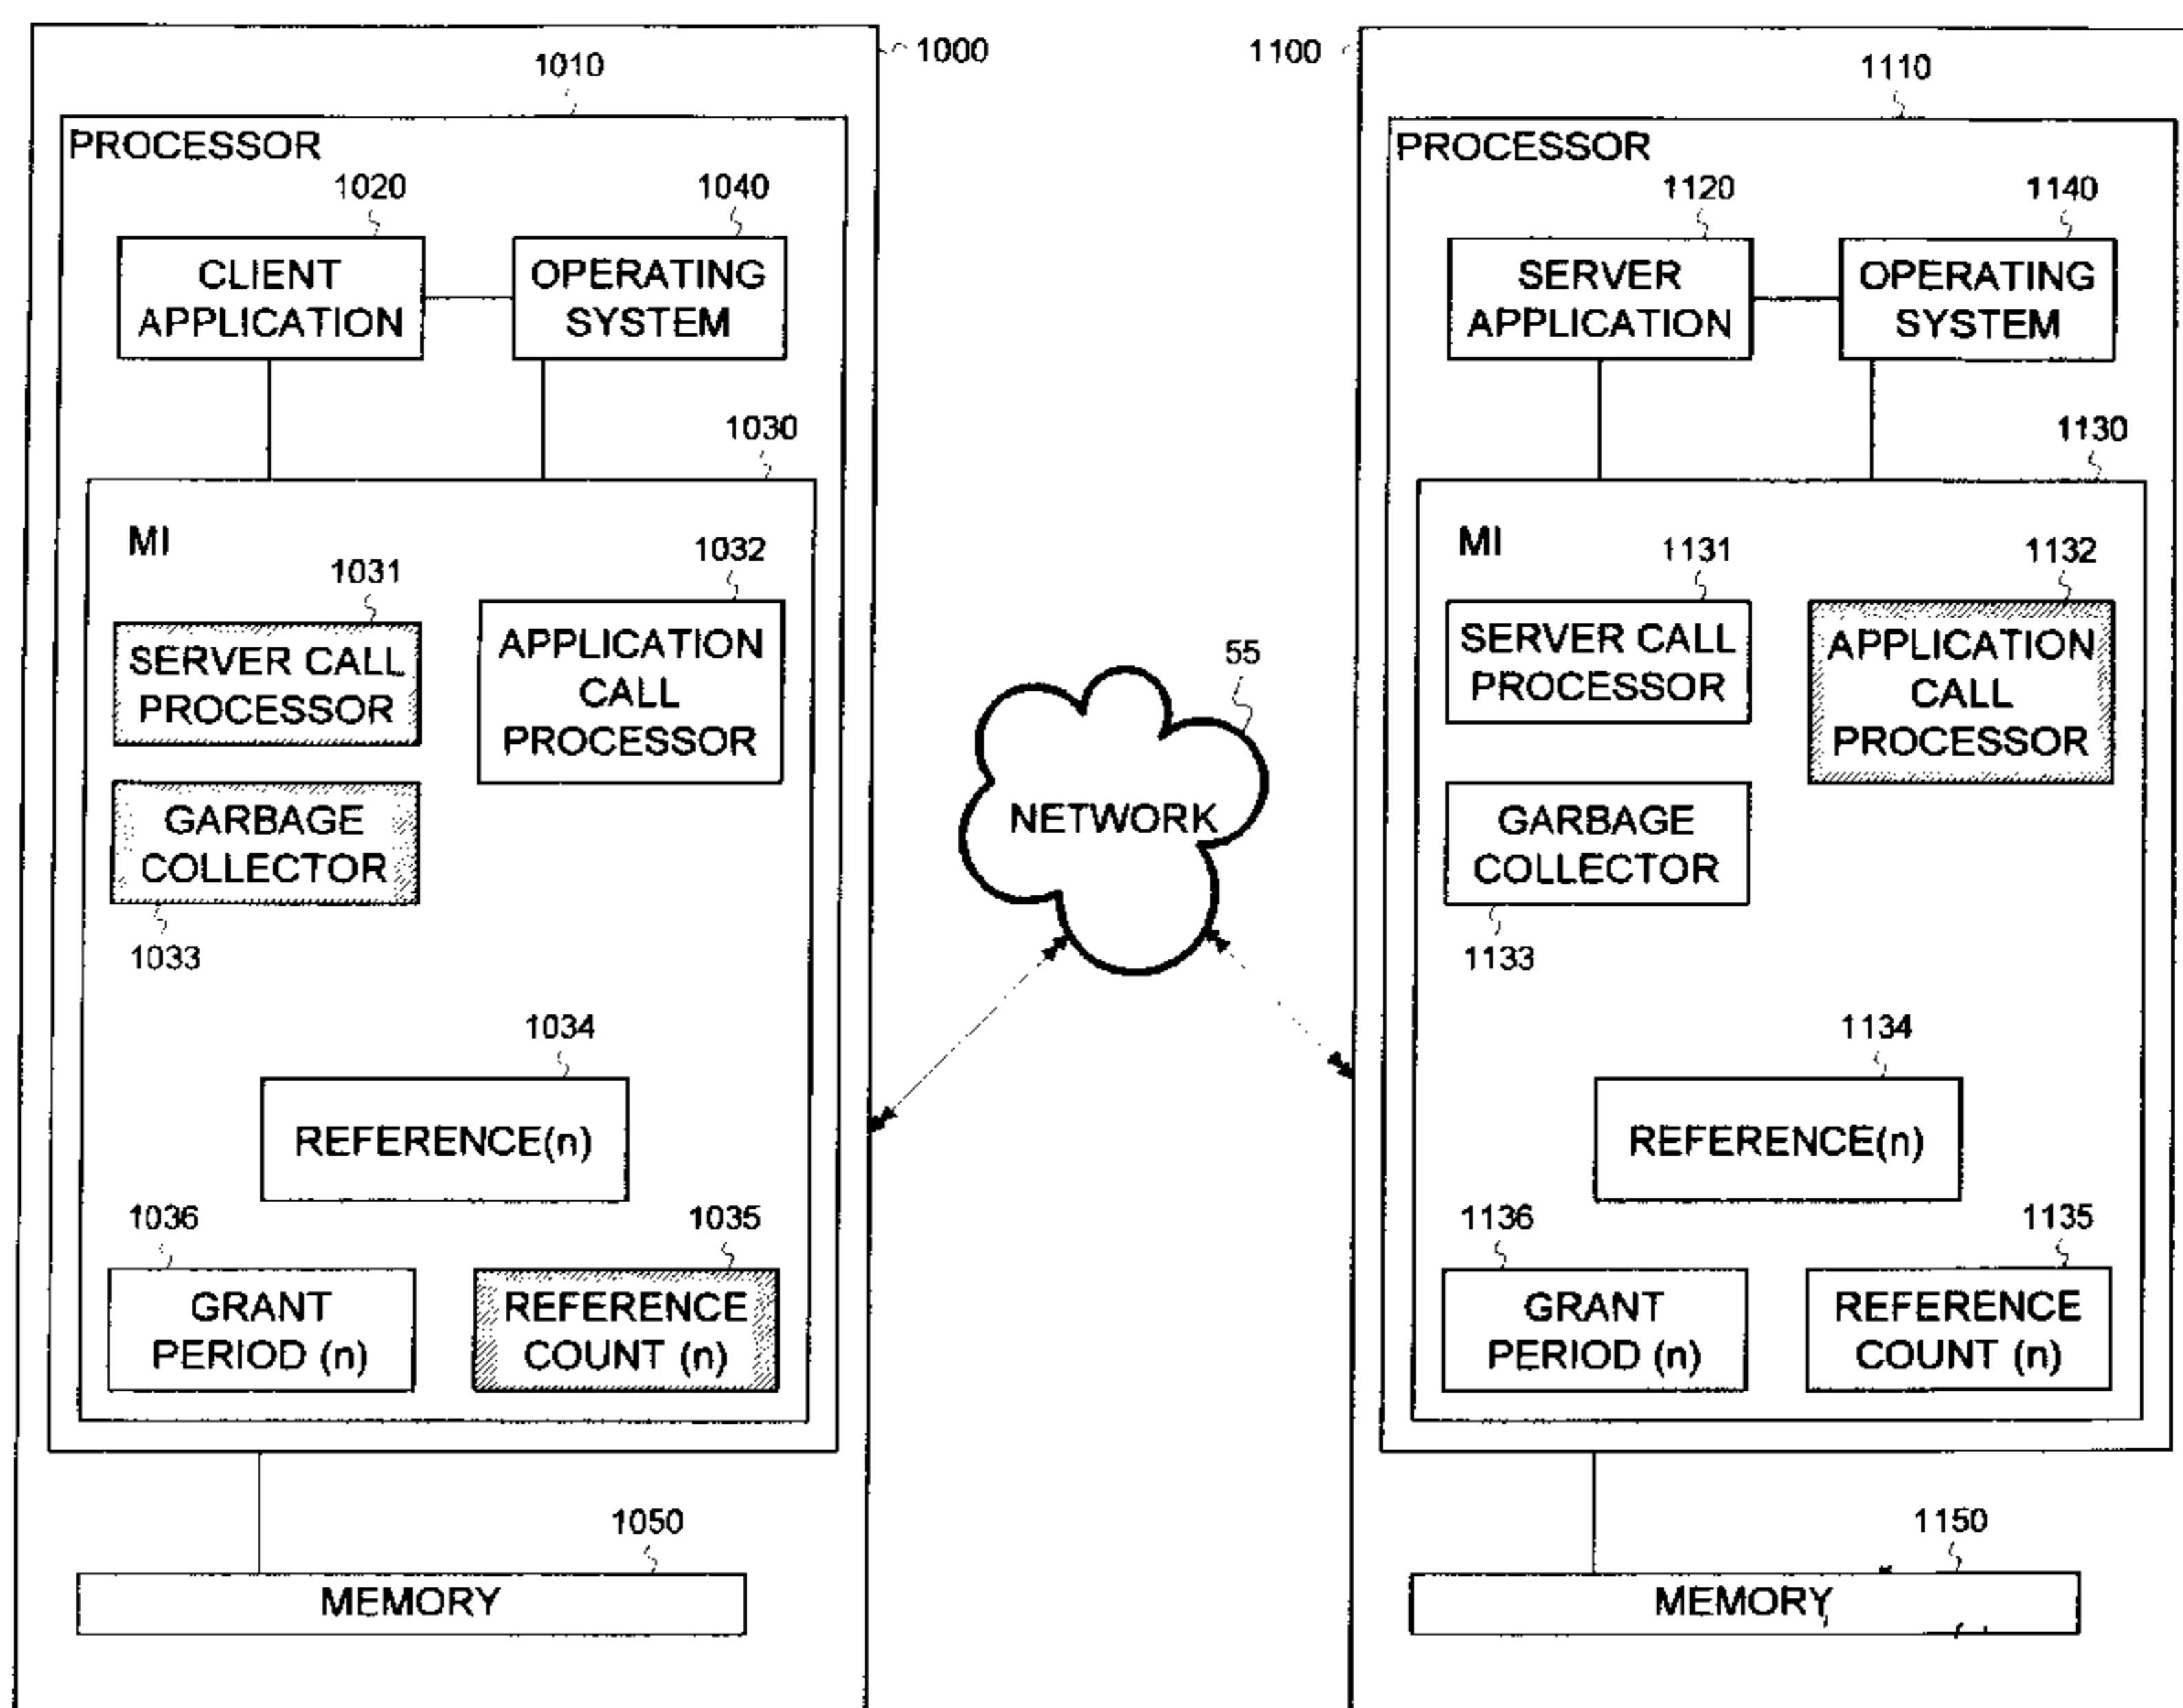 1000
1010
PROCESSOR
1020
1040
CLIENT
APPLICATION
OPERATING
SYSTEM
1030
MI
1031
1032
SERVER CALL
PROCESSOR
APPLICATION
CALL
PROCESSOR
GARBAGE
COLLECTOR
1033
1034
REFERENCE(n)
1036
1035
GRANT
PERIOD (n)
REFERENCE
COUNT (n)
1050
MEMORY
55
NETWORK
1100
1110
PROCESSOR
1120
1140
SERVER
APPLICATION
OPERATING
SYSTEM
1130
MI
1131
1132
SERVER CALL
PROCESSOR
APPLICATION
CALL
PROCESSOR
GARBAGE
COLLECTOR
1133
1134
REFERENCE(n)
1136
1135
GRANT
PERIOD (n)
REFERENCE
COUNT (n)
1150
MEMORY